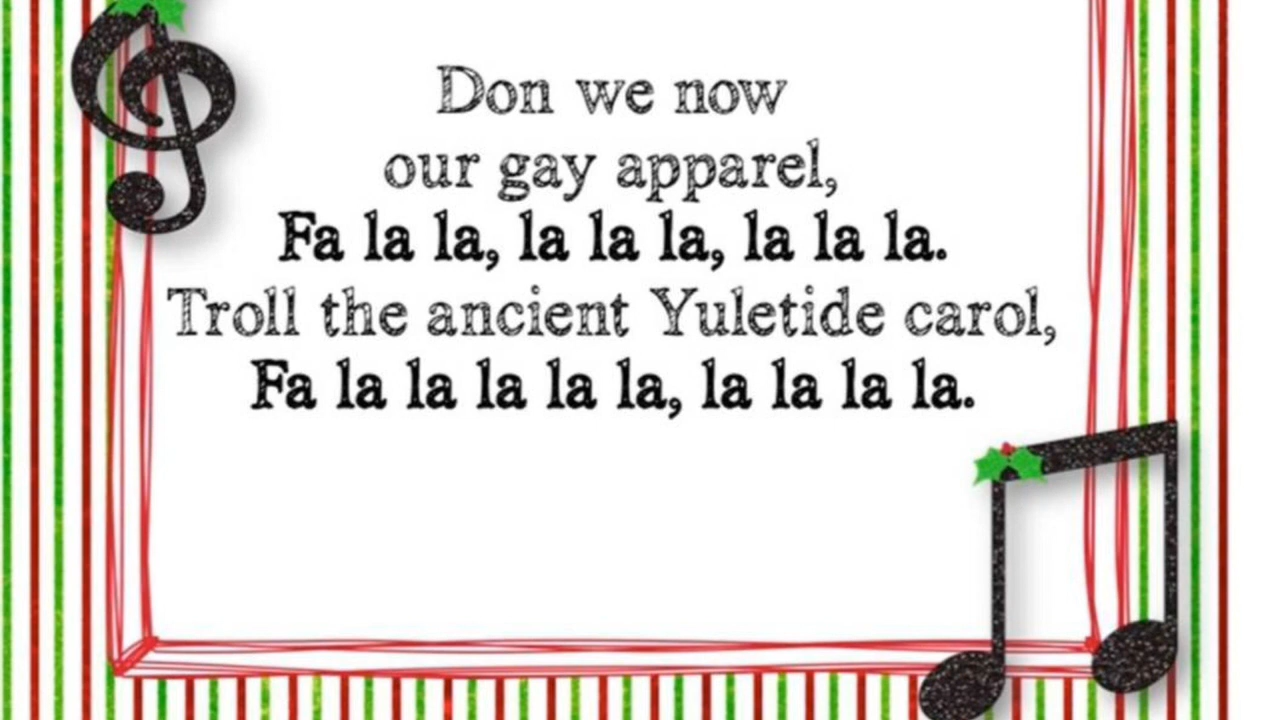 Don we now
our gay apparel,
Fa la la, la la la, la la la.
Troll the ancient Yuletide carol,
Fa la la la la la, la la la la.